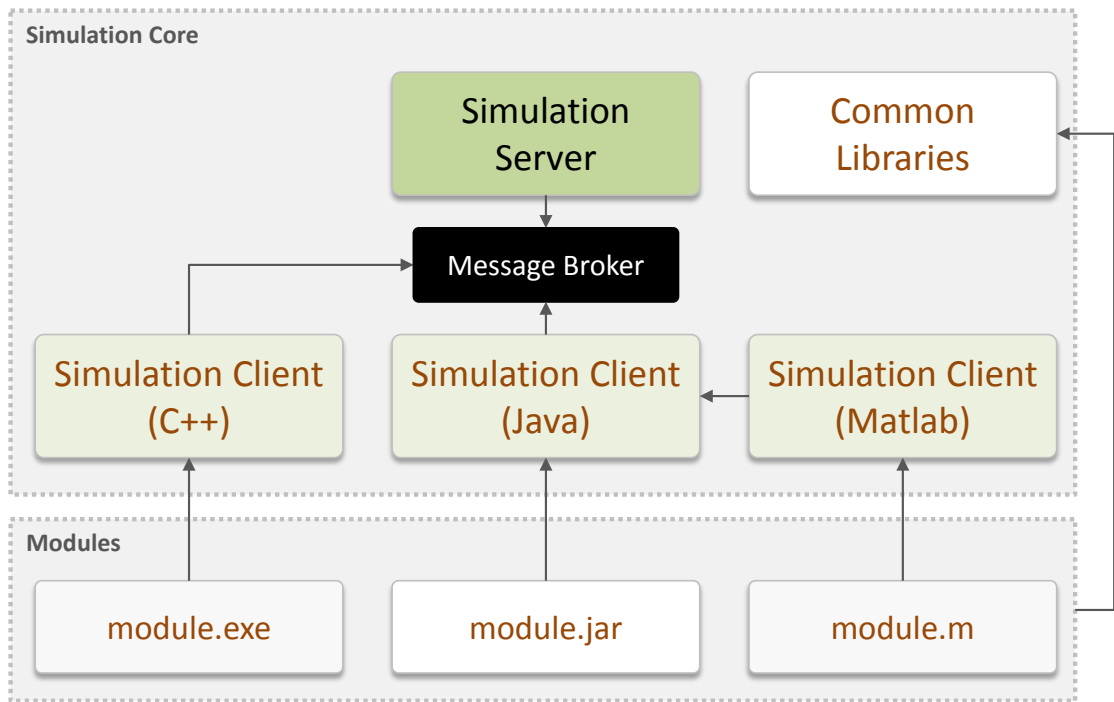 Simulation Core
Simulation
Server
Common
Libraries
Message Broker
Simulation Client
(C++)
Simulation Client
(Java)
Simulation Client
(Matlab)
Modules
module.exe
module.jar
module.m